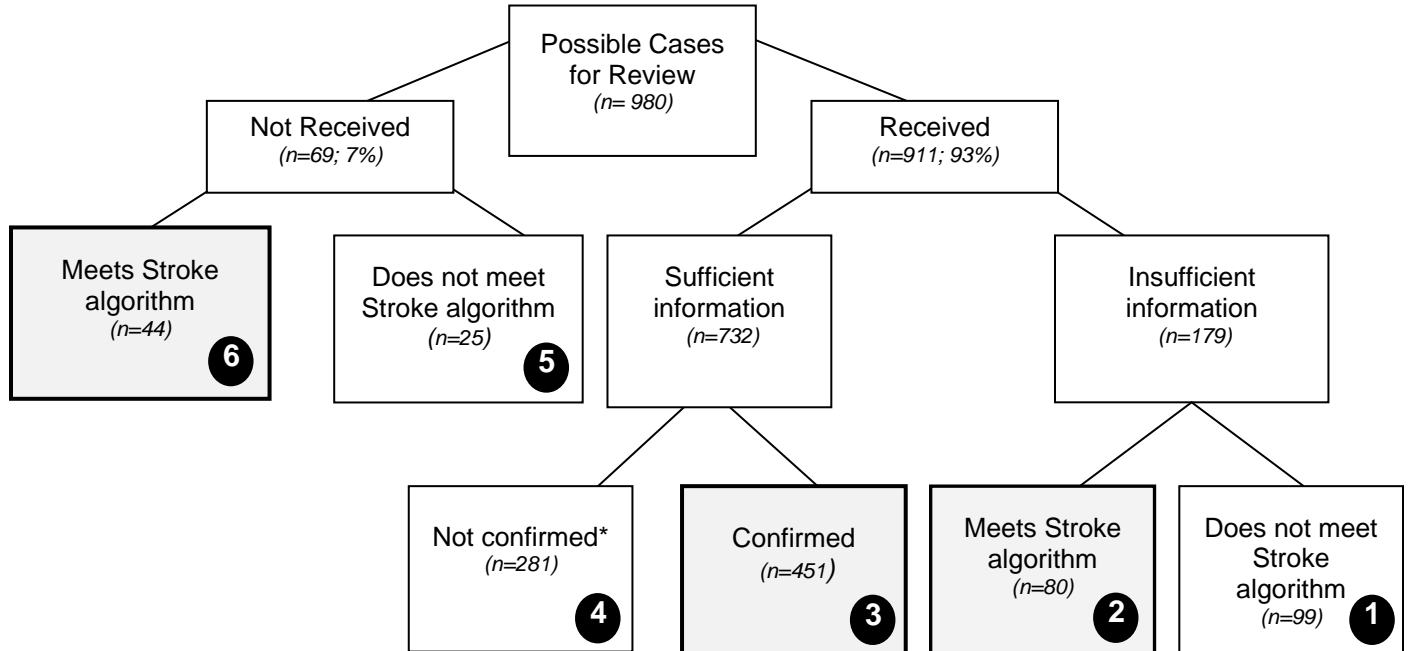 Possible Cases
for Review
(n= 980)
Not Received
(n=69; 7%)
Received
(n=911; 93%)
Meets Stroke
algorithm
(n=44)
6
Does not meet
Stroke algorithm
(n=25)
5
Sufficient
information
(n=732)
Insufficient
information
(n=179)
Not confirmed*
(n=281)
4
Confirmed
(n=451)
3
Meets Stroke
algorithm
(n=80)
2
Does not meet
Stroke
algorithm
(n=99)
1